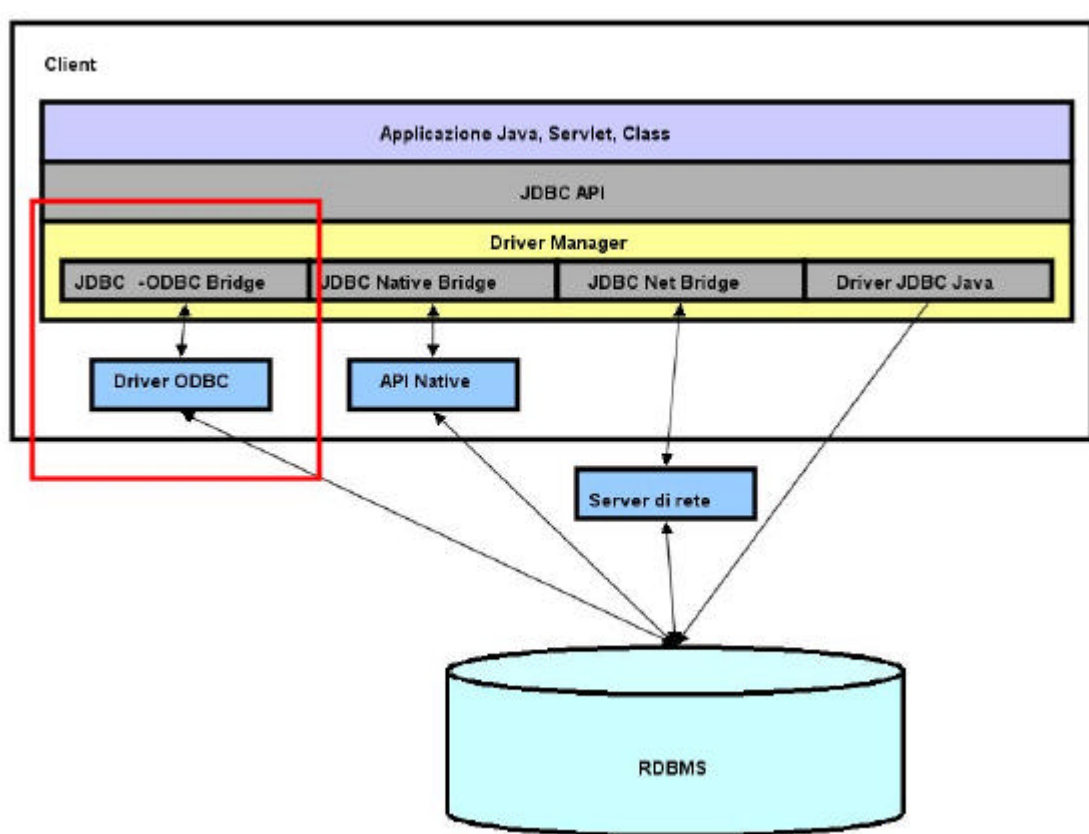 Client
Applicazione Java, Servlet, Class
JDBC API
Driver Manager
JDBC -ODBC Bridge
JDBC Native Bridge
JDBC Net Bridge
Driver JDBC Java
Driver ODBC
API Native
Server di rete
RDBMS